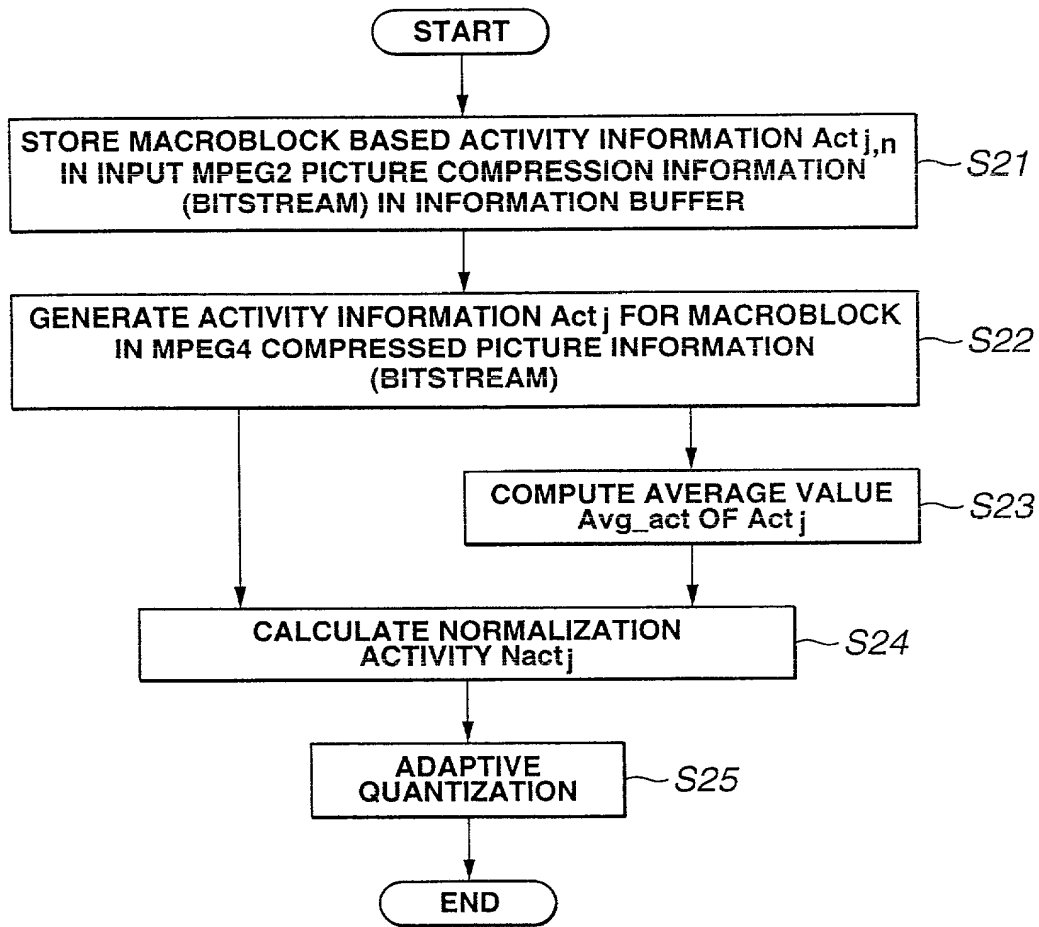 START
STORE MACROBLOCK BASED ACTIVITY INFORMATION Act j,n
IN INPUT MPEG2 PICTURE COMPRESSION INFORMATION
(BITSTREAM) IN INFORMATION BUFFER
S21
GENERATE ACTIVITY INFORMATION Act j FOR MACROBLOCK
IN MPEG4 COMPRESSED PICTURE INFORMATION
(BITSTREAM)
S22
COMPUTE AVERAGE VALUE
Avg_act OF Act j
S23
CALCULATE NORMALIZATION
ACTIVITY Nact j
S24
ADAPTIVE
QUANTIZATION
S25
END